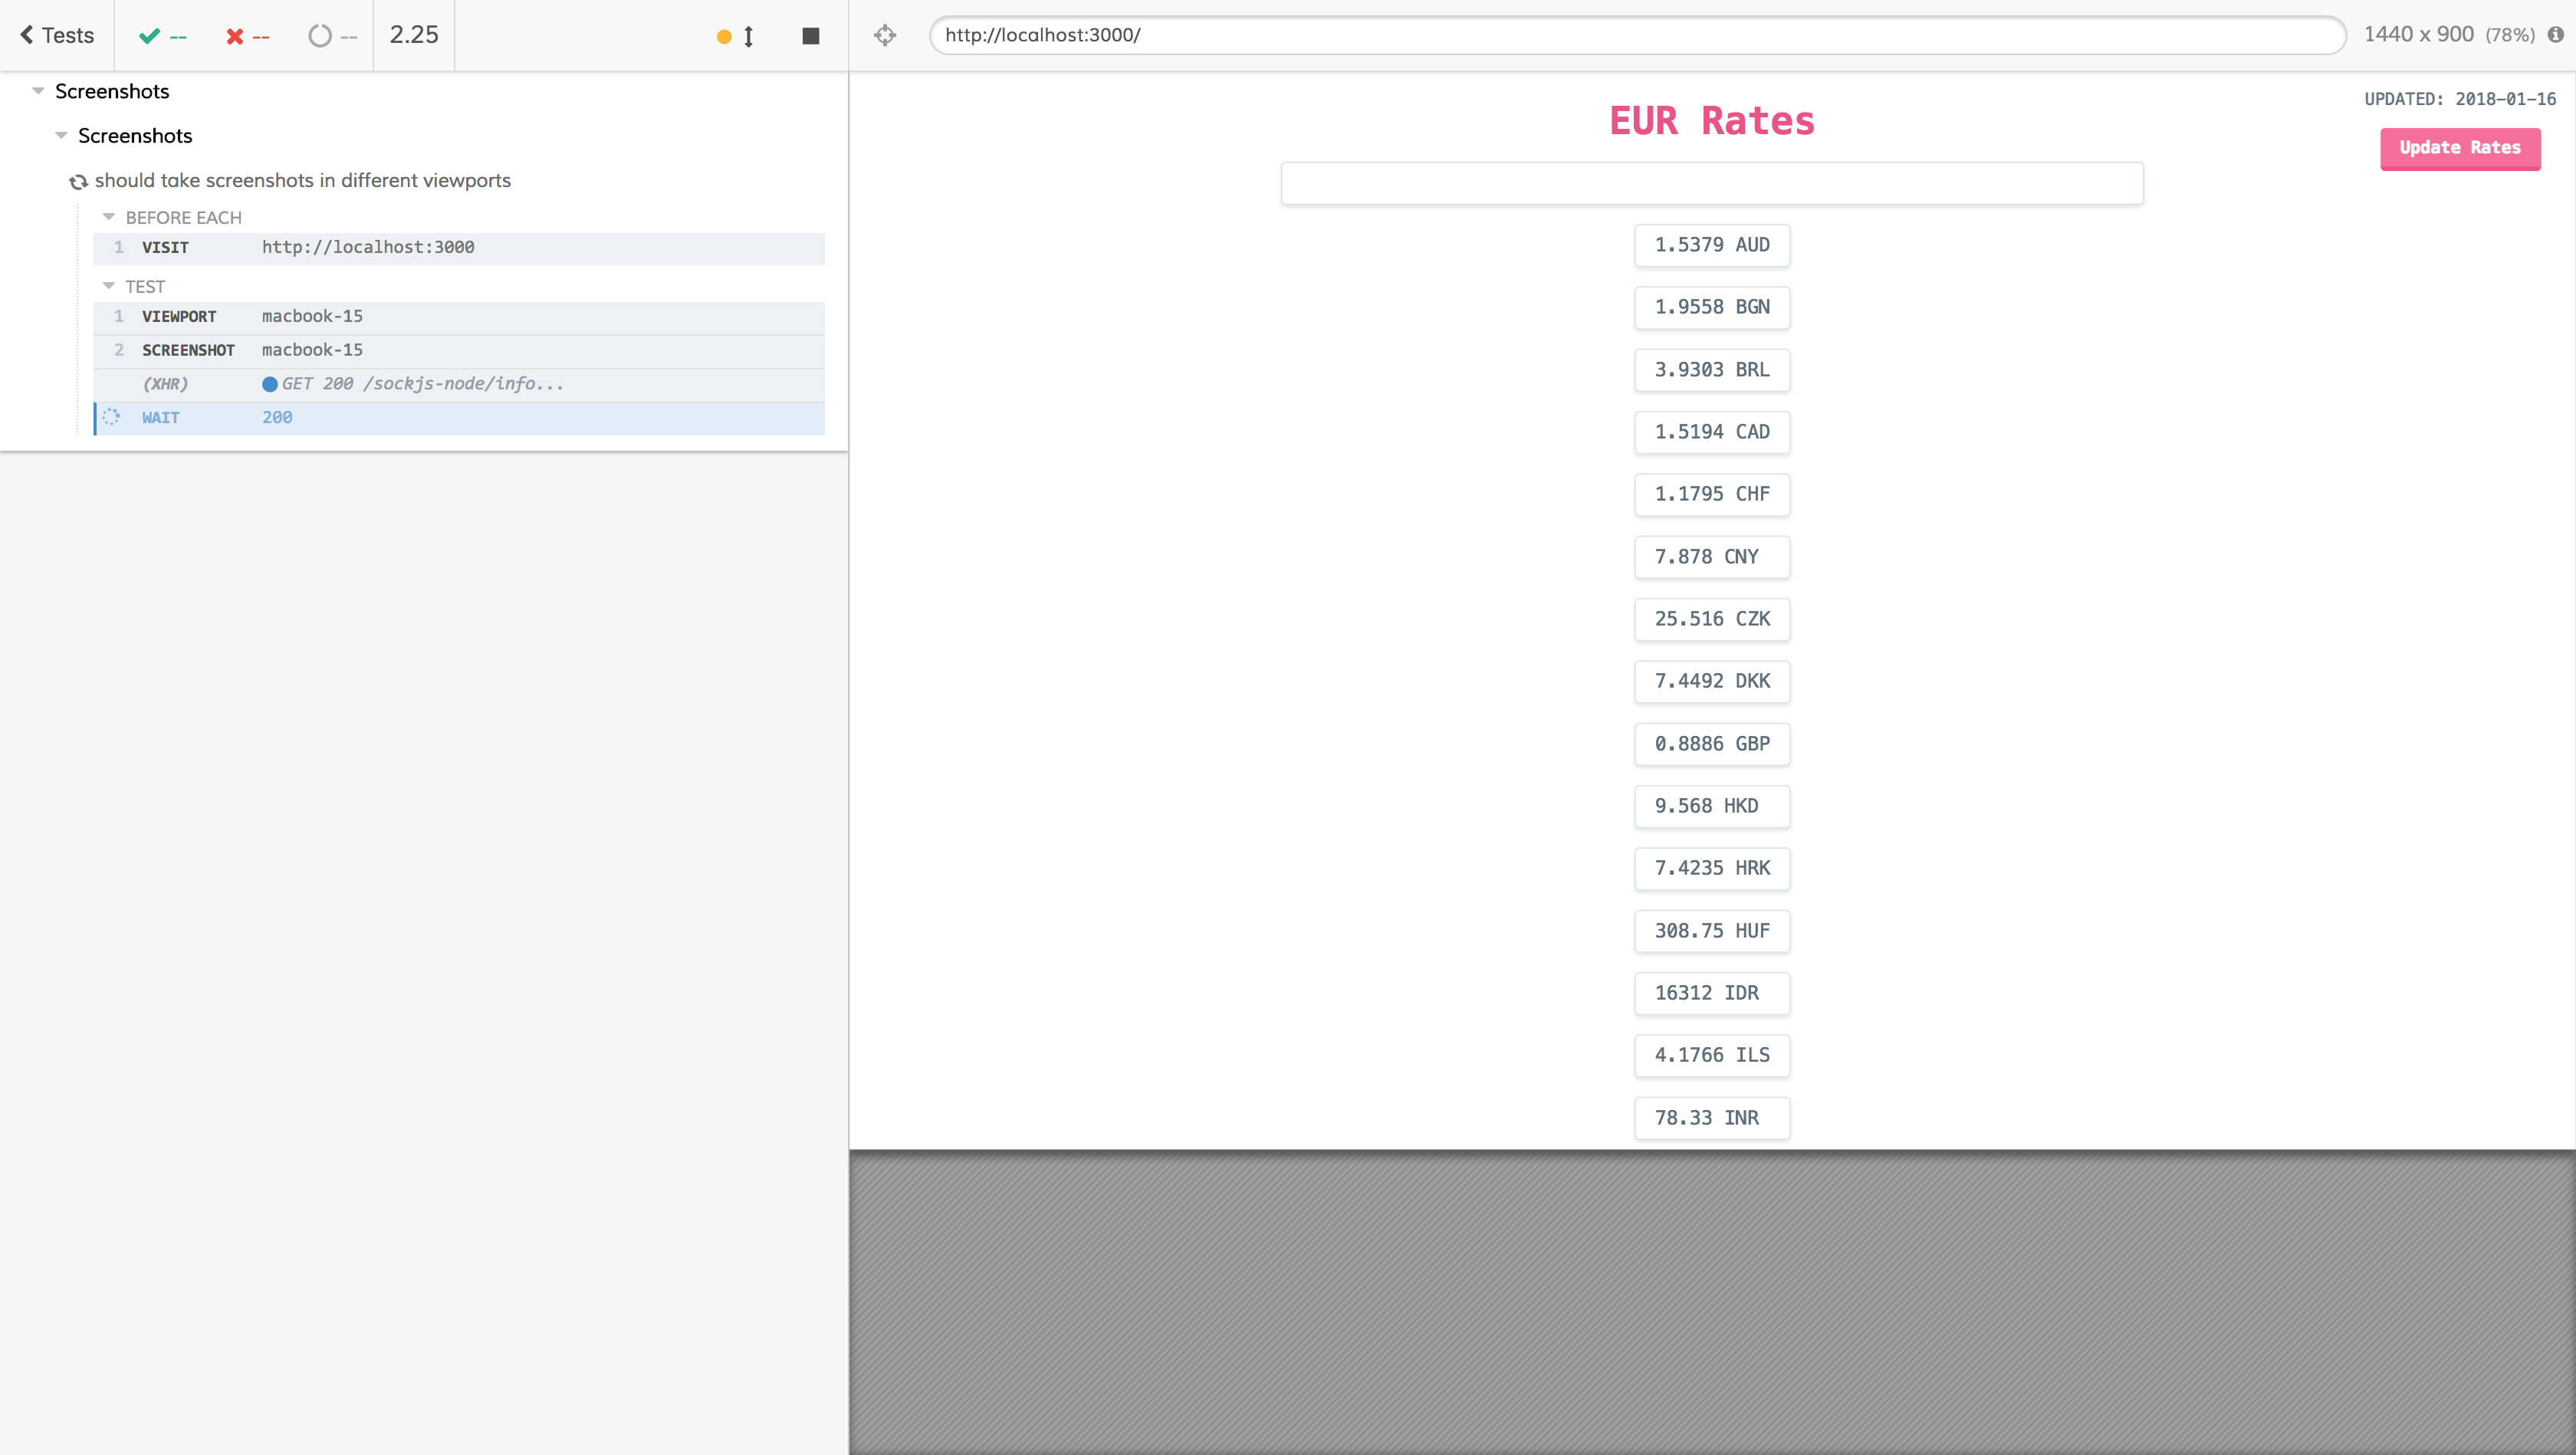 Tests -- -- -- 2.25
http://localhost:3000/ 1440 x 900 (78%)
Screenshots
Screenshots
should take screenshots in different viewports
BEFORE EACH
1 VISIT http://localhost:3000
TEST
1 VIEWPORT macbook-15
2 SCREENSHOT macbook-15
(XHR) GET 200 /sockjs-node/info...
WAIT 200
UPDATED: 2018-01-16
EUR Rates
Update Rates
1.5379 AUD
1.9558 BGN
3.9303 BRL
1.5194 CAD
1.1795 CHF
7.878 CNY
25.516 CZK
7.4492 DKK
0.8886 GBP
9.568 HKD
7.4235 HRK
308.75 HUF
16312 IDR
4.1766 ILS
78.33 INR